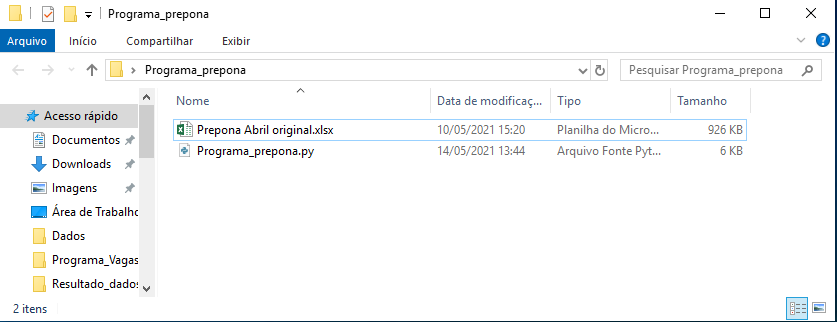 Programa_prepona
Arquivo Início Compartilhar Exibir
Programa_prepona
Pesquisar Programa_prepona
Nome Data de modificaç... Tipo Tamanho
Acesso rápido
Documentos
Downloads
Imagens
Área de Trabalho
Dados
Programa_Vagas
Resultado_dados
Prepona Abril original.xlsx 10/05/2021 15:20 Planilha do Micro... 926 KB
Programa_prepona.py 14/05/2021 13:44 Arquivo Fonte Pyt... 6 KB
2 itens